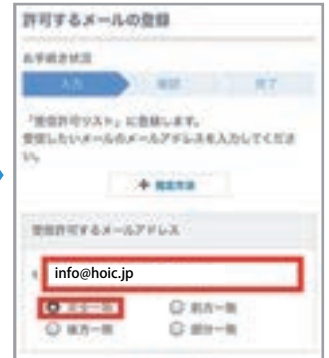 許可するメールの登録
お手続き状況
入力 確認 完了
「受信許可リスト」に登録します。
受信したいメールのメールアドレスを入力してくださ
い。
+ 設定方法
受信許可するメールアドレス
info@hoic.jp
完全一致 前方一致
後方一致 部分一致